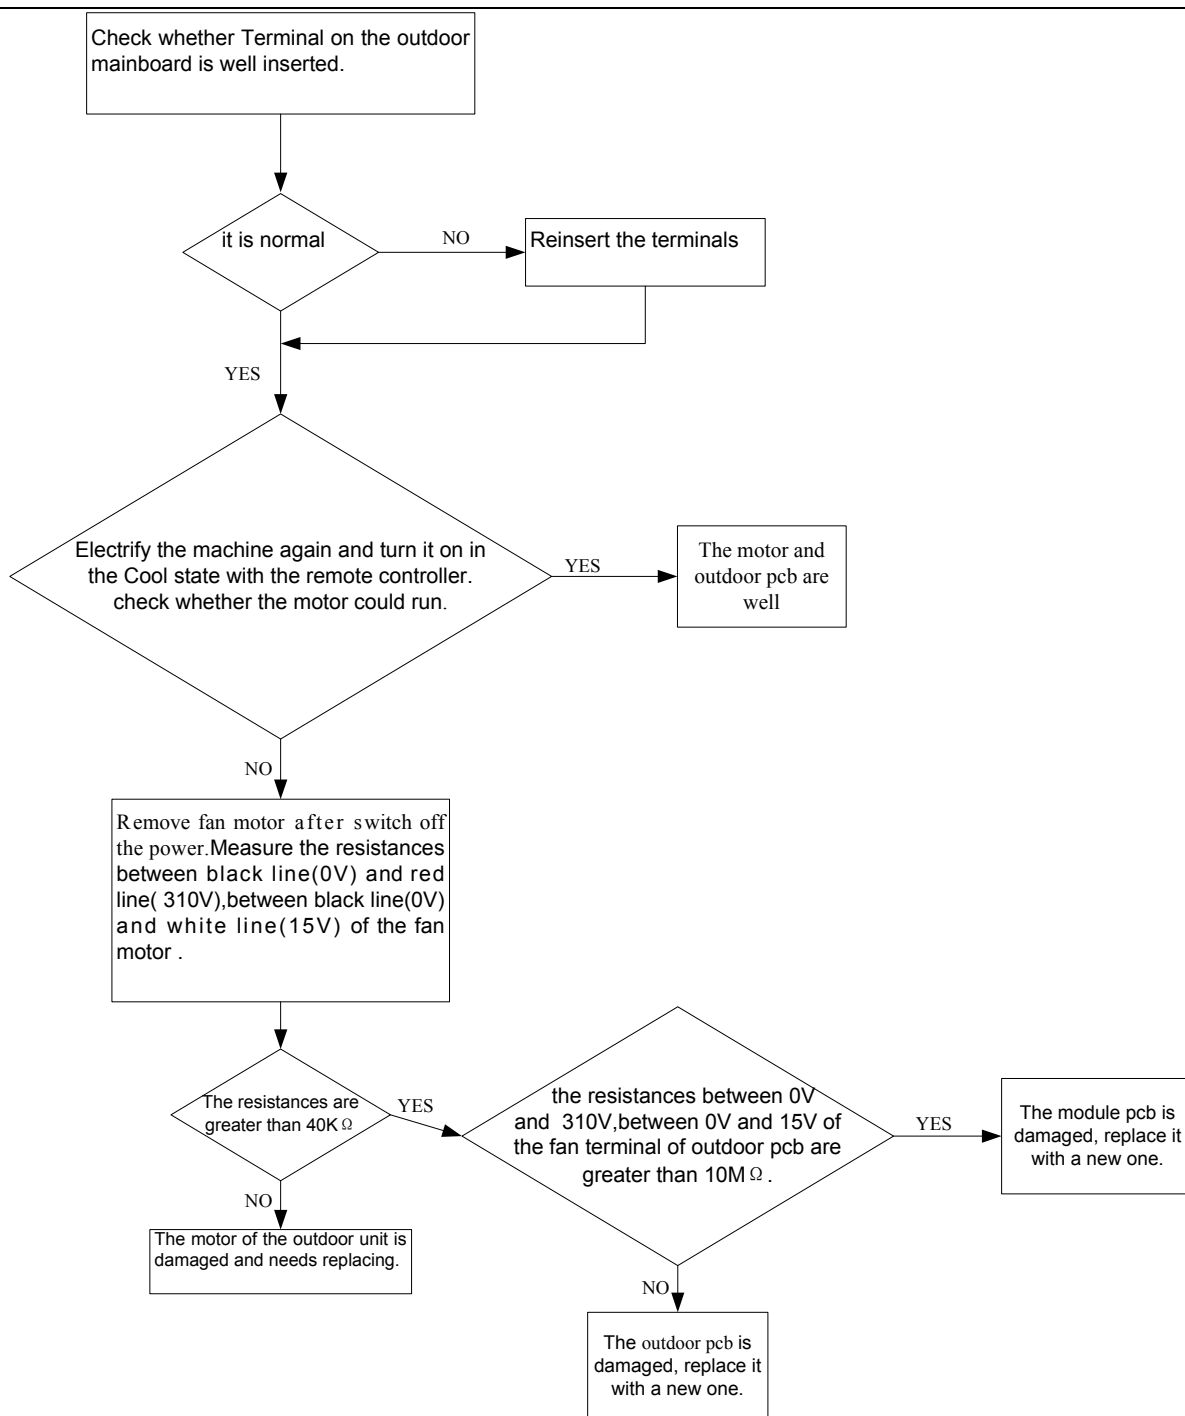 Check whether Terminal on the outdoor
mainboard is well inserted.
it is normal
NO
Reinsert the terminals
YES
Electrify the machine again and turn it on in
the Cool state with the remote controller.
check whether the motor could run.
YES
The motor and
outdoor pcb are
well
NO
Remove fan motor after switch off
the power.Measure the resistances
between black line(0V) and red
line( 310V),between black line(0V)
and white line(15V) of the fan
motor .
The resistances are
greater than 40KΩ
YES
the resistances between 0V
and 310V,between 0V and 15V of
the fan terminal of outdoor pcb are
greater than 10MΩ.
YES
The module pcb is
damaged, replace it
with a new one.
NO
The motor of the outdoor unit is
damaged and needs replacing.
NO
The outdoor pcb is
damaged, replace it
with a new one.